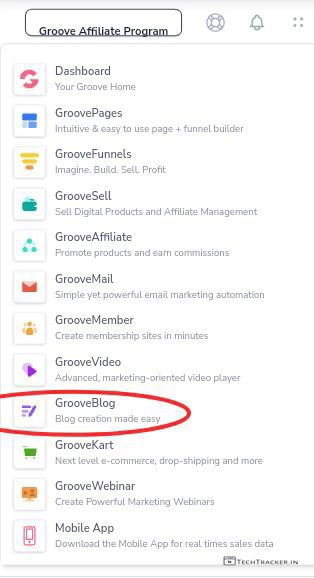 Groove Affiliate Program
Dashboard
Your Groove Home
GroovePages
Intuitive & easy to use page + funnel builder
GrooveFunnels
Imagine. Build. Sell. Profit
GrooveSell
Sell Digital Products and Affiliate Management
GrooveAffiliate
Promote products and earn commissions
GrooveMail
Simple yet powerful email marketing automation
GrooveMember
Create membership sites in minutes
GrooveVideo
Advanced, marketing-oriented video player
GrooveBlog
Blog creation made easy
GrooveKart
Next level e-commerce, drop-shipping and more
GrooveWebinar
Create Powerful Marketing Webinars
Mobile App
Download the Mobile App for real times sales data
TECHTRACKER.IN